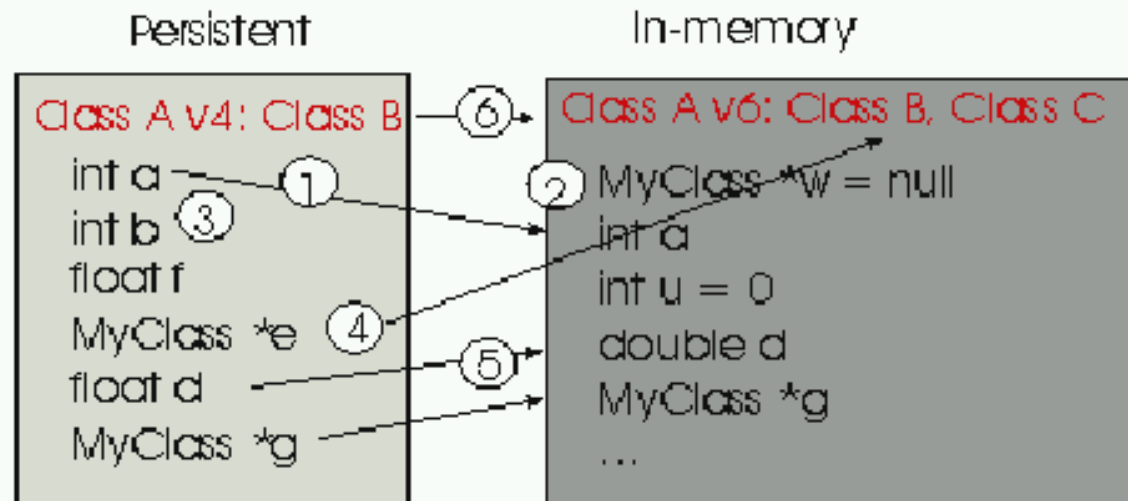 Persistent
In-memory
Class A v4: Class B
int a
int b
float f
MyClass *e
float d
MyClass *g
1
3
4
6
5
2
Class A v6: Class B, Class C
MyClass *w = null
int a
int u = 0
double d
MyClass *g
...